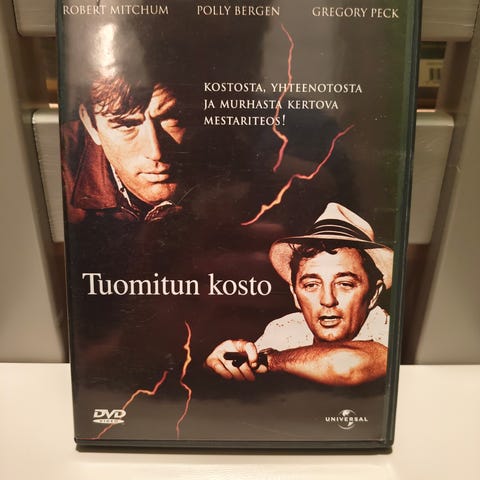 ROBERT MITCHUM POLLY BERGEN GREGORY PECK
KOSTOSTA, YHTEENOTOSTA
JA MURHASTA KERTOVA
MESTARITEOS!
Tuomitun kosto
DVD
VIDEO
UNIVERSAL